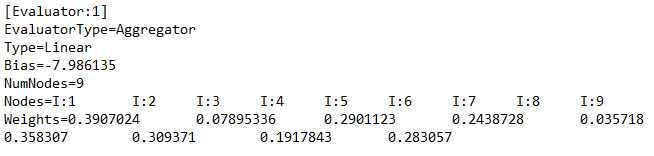 [Evaluator:1]
EvaluatorType=Aggregator
Type=Linear
Bias=-7.986135
NumNodes=9
Nodes=I:1 I:2 I:3 I:4 I:5 I:6 I:7 I:8 I:9
Weights=0.3907024 0.07895336 0.2901123 0.2438728 0.035718
0.358307 0.309371 0.1917843 0.283057